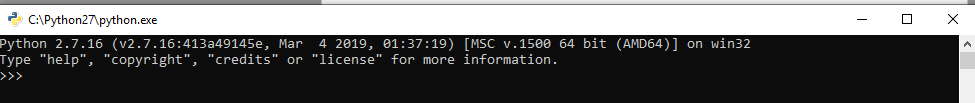 C:\Python27\python.exe
Python 2.7.16 (v2.7.16:413a49145e, Mar  4 2019, 01:37:19) [MSC v.1500 64 bit (AMD64)] on win32
Type "help", "copyright", "credits" or "license" for more information.
>>>